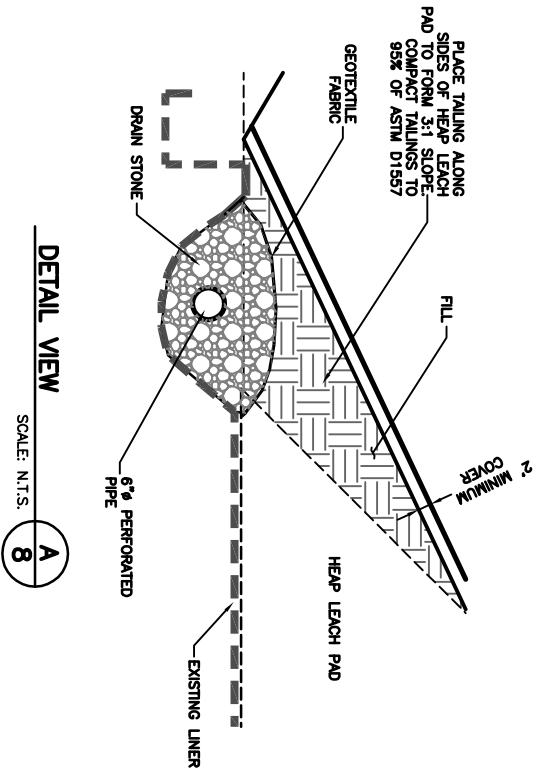 PLACE TAILING ALONG
SIDES OF HEAP LEACH
PAD TO FORM 3:1 SLOPE.
COMPACT TAILINGS TO
95% OF ASTM D1557
GEOTEXTILE
FABRIC
FILL
2' MINIMUM
COVER
DRAIN STONE
HEAP LEACH PAD
6"ø PERFORATED
PIPE
EXISTING LINER
DETAIL VIEW
SCALE: N.T.S.
A
8